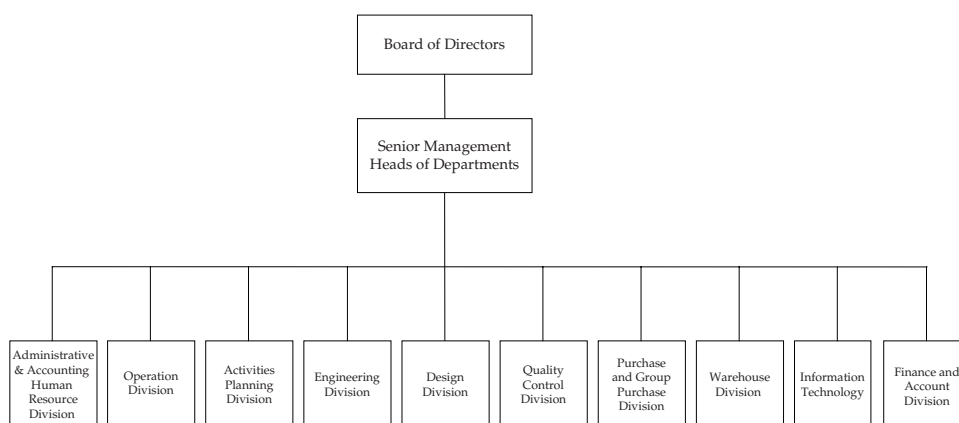 Board of Directors
Senior Management
Heads of Departments
Administrative
& Accounting
Human
Resource
Division
Operation
Division
Activities
Planning
Division
Engineering
Division
Design
Division
Quality
Control
Division
Purchase
and Group
Purchase
Division
Warehouse
Division
Information
Technology
Finance and
Account
Division